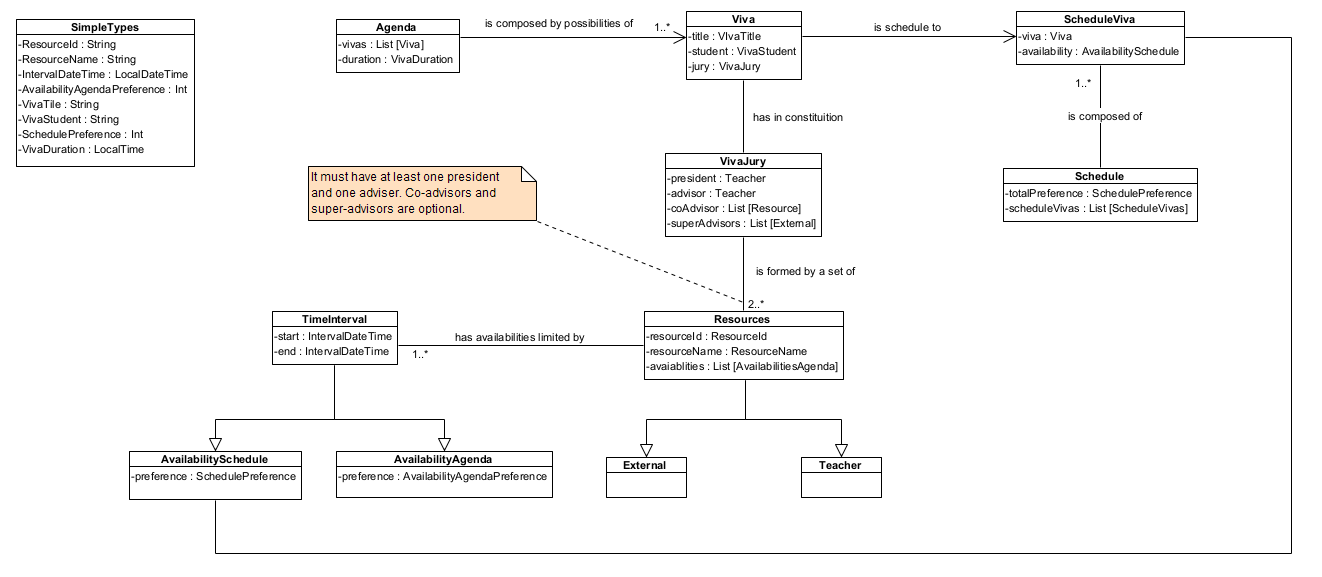 SimpleTypes
-ResourceId : String
-ResourceName : String
-IntervalDateTime : LocalDateTime
-AvailabilityAgendaPreference : Int
-VivaTile : String
-VivaStudent : String
-SchedulePreference : Int
-VivaDuration : LocalTime
Agenda
-vivas : List [Viva]
-duration : VivaDuration
is composed by possibilities of
1..*
Viva
-title : VIvaTitle
-student : VivaStudent
-jury : VivaJury
is schedule to
ScheduleViva
-viva : Viva
-availability : AvailabilitySchedule
1..*
is composed of
Schedule
-totalPreference : SchedulePreference
-scheduleVivas : List [ScheduleVivas]
has in constituition
VivaJury
-president : Teacher
-advisor : Teacher
-coAdvisor : List [Resource]
-superAdvisors : List [External]
It must have at least one president
and one adviser. Co-advisors and
super-advisors are optional.
is formed by a set of
2..*
TimeInterval
-start : IntervalDateTime
-end : IntervalDateTime
has availabilities limited by
1..*
Resources
-resourceId : ResourceId
-resourceName : ResourceName
-avaiablities : List [AvailabilitiesAgenda]
AvailabilitySchedule
-preference : SchedulePreference
AvailabilityAgenda
-preference : AvailabilityAgendaPreference
External
Teacher